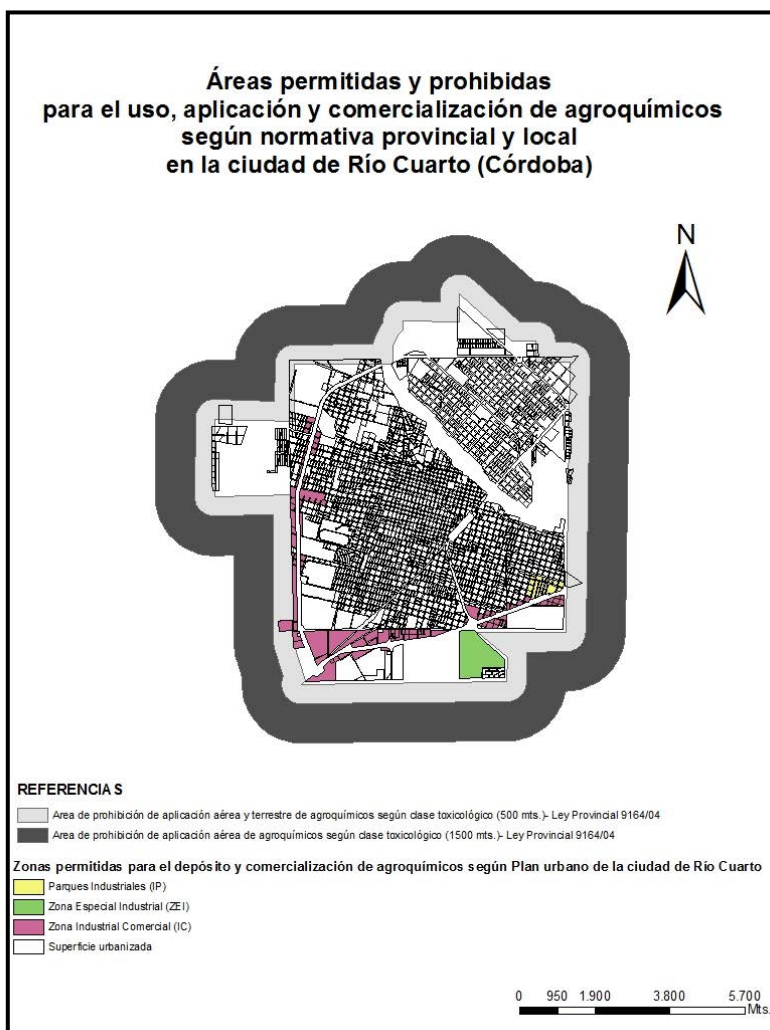 Áreas permitidas y prohibidas
para el uso, aplicación y comercialización de agroquímicos
según normativa provincial y local
en la ciudad de Río Cuarto (Córdoba)
N
REFERENCIAS
Area de prohibición de aplicación aérea y terrestre de agroquímicos según clase toxicológico (500 mts.)- Ley Provincial 9164/04
Area de prohibición de aplicación aérea de agroquímicos según clase toxicológico (1500 mts.)- Ley Provincial 9164/04
Zonas permitidas para el depósito y comercialización de agroquímicos según Plan urbano de la ciudad de Río Cuarto
Parques Industriales (IP)
Zona Especial Industrial (ZEI)
Zona Industrial Comercial (IC)
Superficie urbanizada
0 950 1.900 3.800 5.700
Mts.